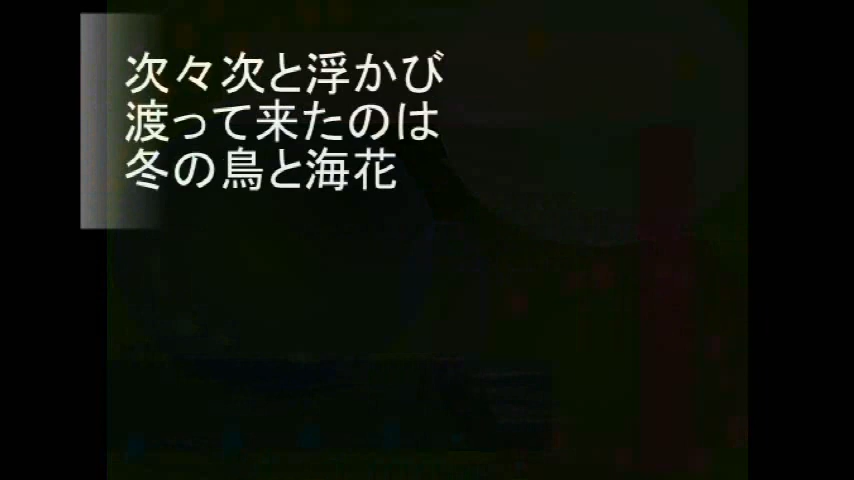 次々次と浮かび
渡って来たのは
冬の鳥と海花